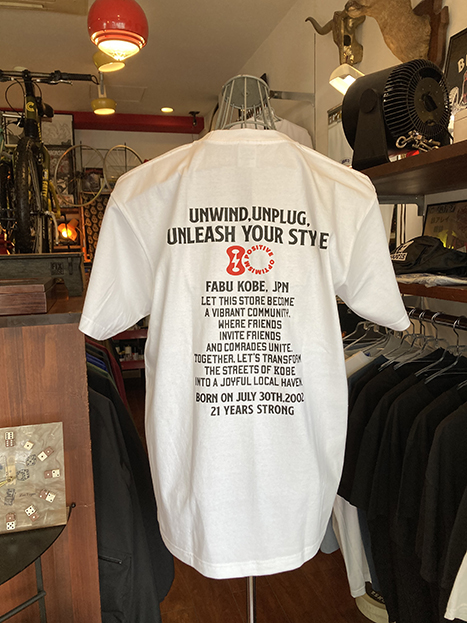 UNWIND,UNPLUG,
UNLEASH YOUR STYLE
POSITIVE OPTIMISM
FABU KOBE, JPN
LET THIS STORE BECOME
A VIBRANT COMMUNITY.
WHERE FRIENDS
INVITE FRIENDS
AND COMRADES UNITE.
TOGETHER, LET'S TRANSFORM
THE STREETS OF KOBE
INTO A JOYFUL LOCAL HAVEN.
BORN ON JULY 30TH.2002
21 YEARS STRONG